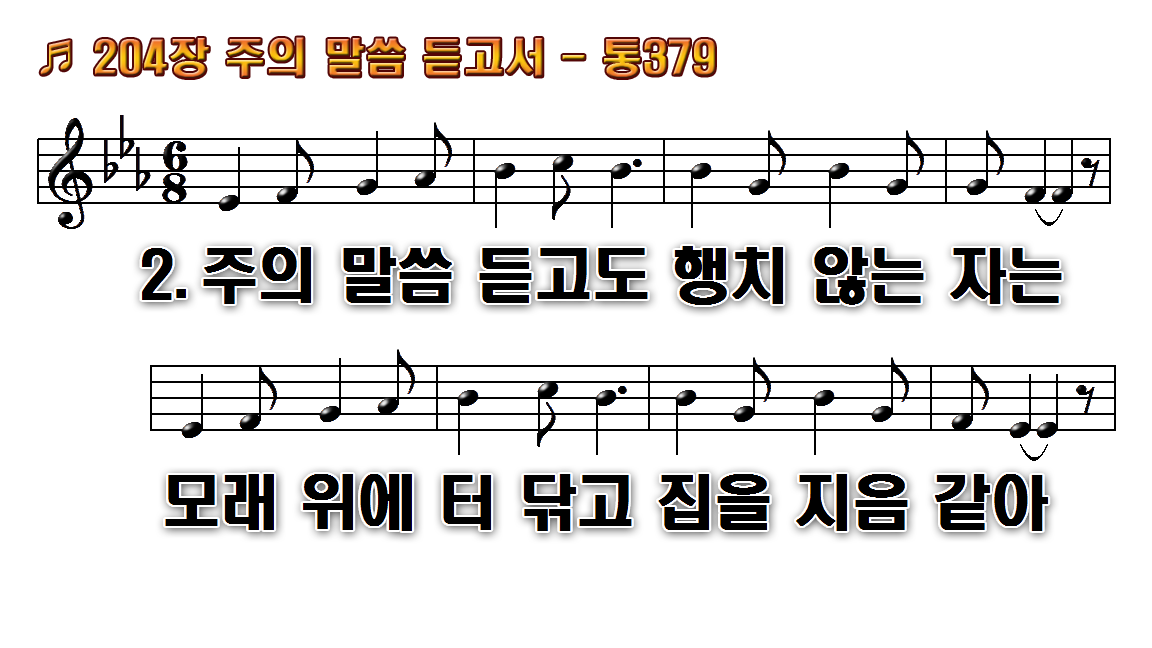 ♬ 204장 주의 말씀 듣고서 - 통379
6
8
2. 주의 말씀 듣고도 행치 않는 자는
모래 위에 터 닦고 집을 지음 같아